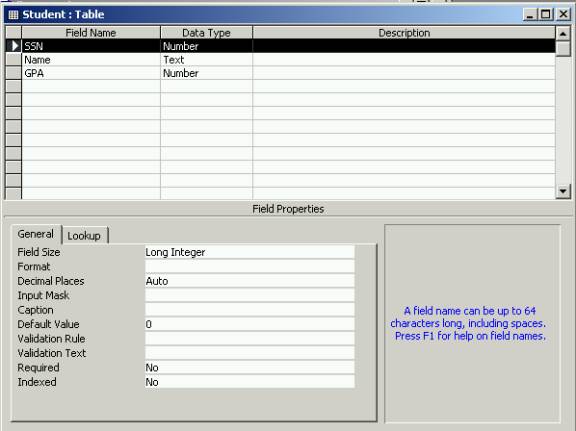 Student : Table
Field Name Data Type Description
SSN Number
Name Text
GPA Number
Field Properties
General Lookup
Field Size Long Integer
Format
Decimal Places Auto
Input Mask
Caption
Default Value 0
Validation Rule
Validation Text
Required No
Indexed No
A field name can be up to 64
characters long, including spaces.
Press F1 for help on field names.